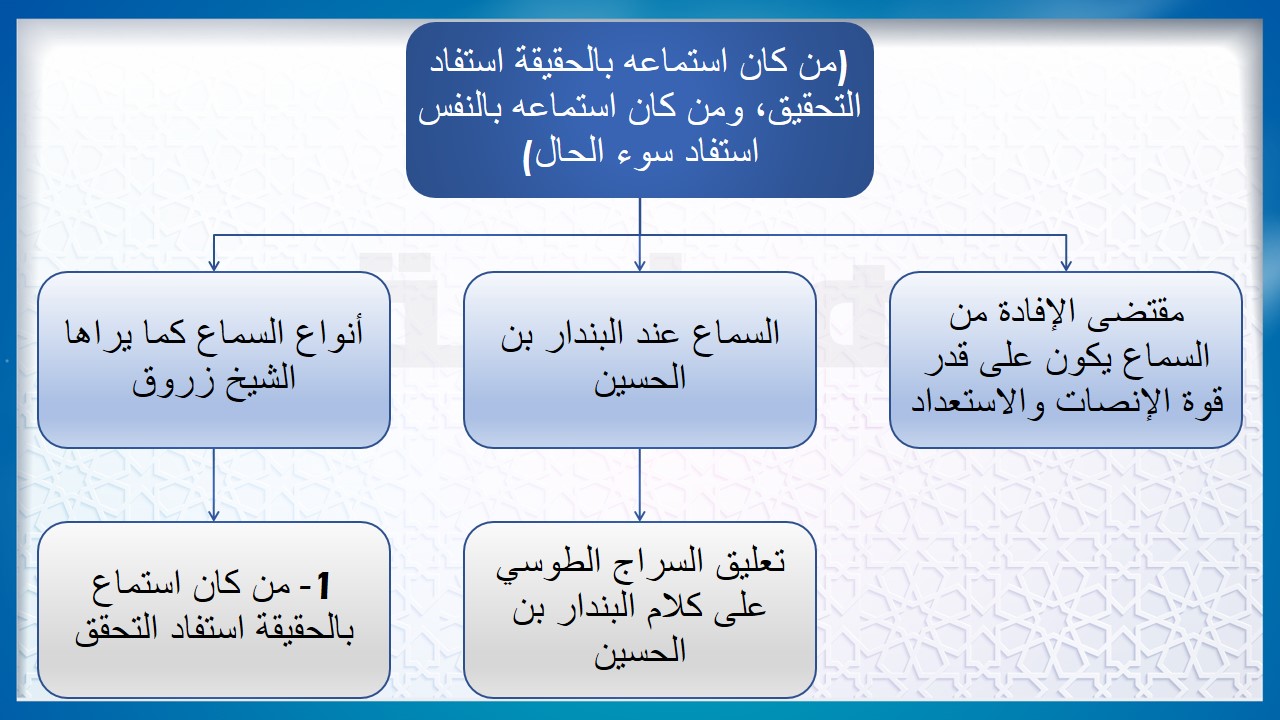 (من كان استماعه بالحقيقة استفاد
التحقيق، ومن كان استماعه بالنفس
استفاد سوء الحال)
مقتضى الإفادة من
السماع يكون على قدر
قوة الإنصات والاستعداد
السماع عند البندار بن
الحسين
أنواع السماع كما يراها
الشيخ زروق
تعليق السراج الطوسي
على كلام البندار بن
الحسين
1- من كان استماع
بالحقيقة استفاد التحقق